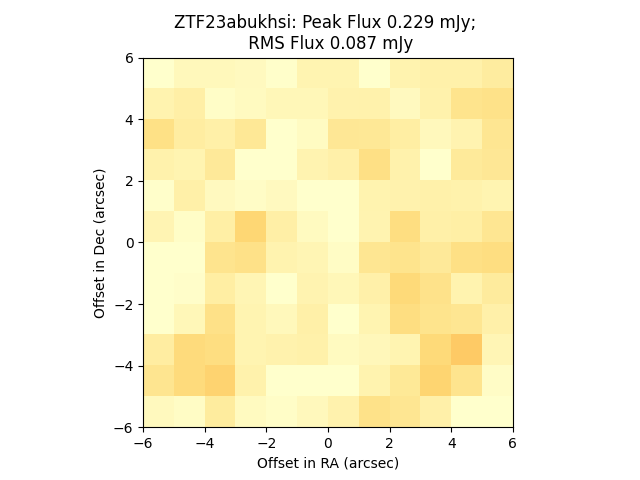 ZTF23abukhsi: Peak Flux 0.229 mJy;
RMS Flux 0.087 mJy
6
4
2
0
−2
−4
−6
Offset in Dec (arcsec)
−6 −4 −2 0 2 4 6
Offset in RA (arcsec)